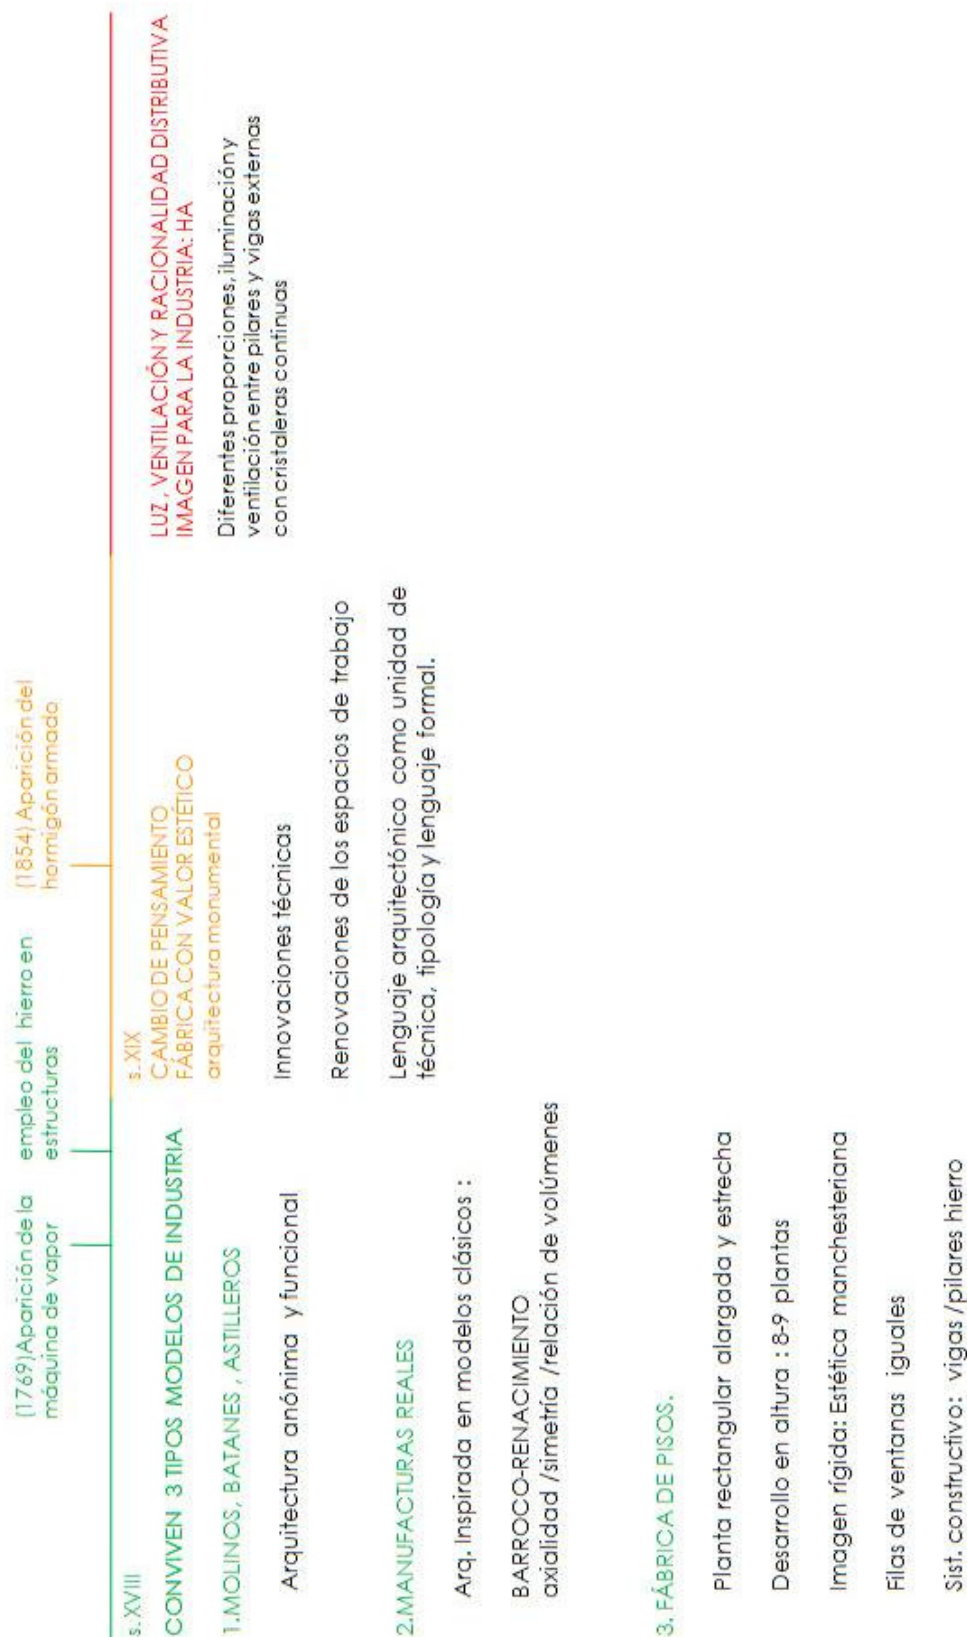 (1769)Aparición de la
máquina de vapor
empleo del hierro en
estructuras
(1854) Aparición del
hormigón armado
s. XVIII
CONVIVEN 3 TIPOS MODELOS DE INDUSTRIA
1.MOLINOS, BATANES , ASTILLEROS
Arquitectura anónima y funcional
2.MANUFACTURAS REALES
Arq. Inspirada en modelos clásicos :
BARROCO-RENACIMIENTO
axialidad /simetría /relación de volúmenes
3. FÁBRICA DE PISOS.
Planta rectangular alargada y estrecha
Desarrollo en altura : 8-9 plantas
Imagen rígida: Estética manchesteriana
Filas de ventanas iguales
Sist. constructivo: vigas /pilares hierro
s. XIX
CAMBIO DE PENSAMIENTO
FÁBRICA CON VALOR ESTÉTICO
arquitectura monumental
Innovaciones técnicas
Renovaciones de los espacios de trabajo
Lenguaje arquitectónico como unidad de
técnica, tipología y lenguaje formal.
LUZ, VENTILACIÓN Y RACIONALIDAD DISTRIBUTIVA
IMAGEN PARA LA INDUSTRIA: HA
Diferentes proporciones, iluminación y
ventilación entre pilares y vigas externas
con cristaleras continuas